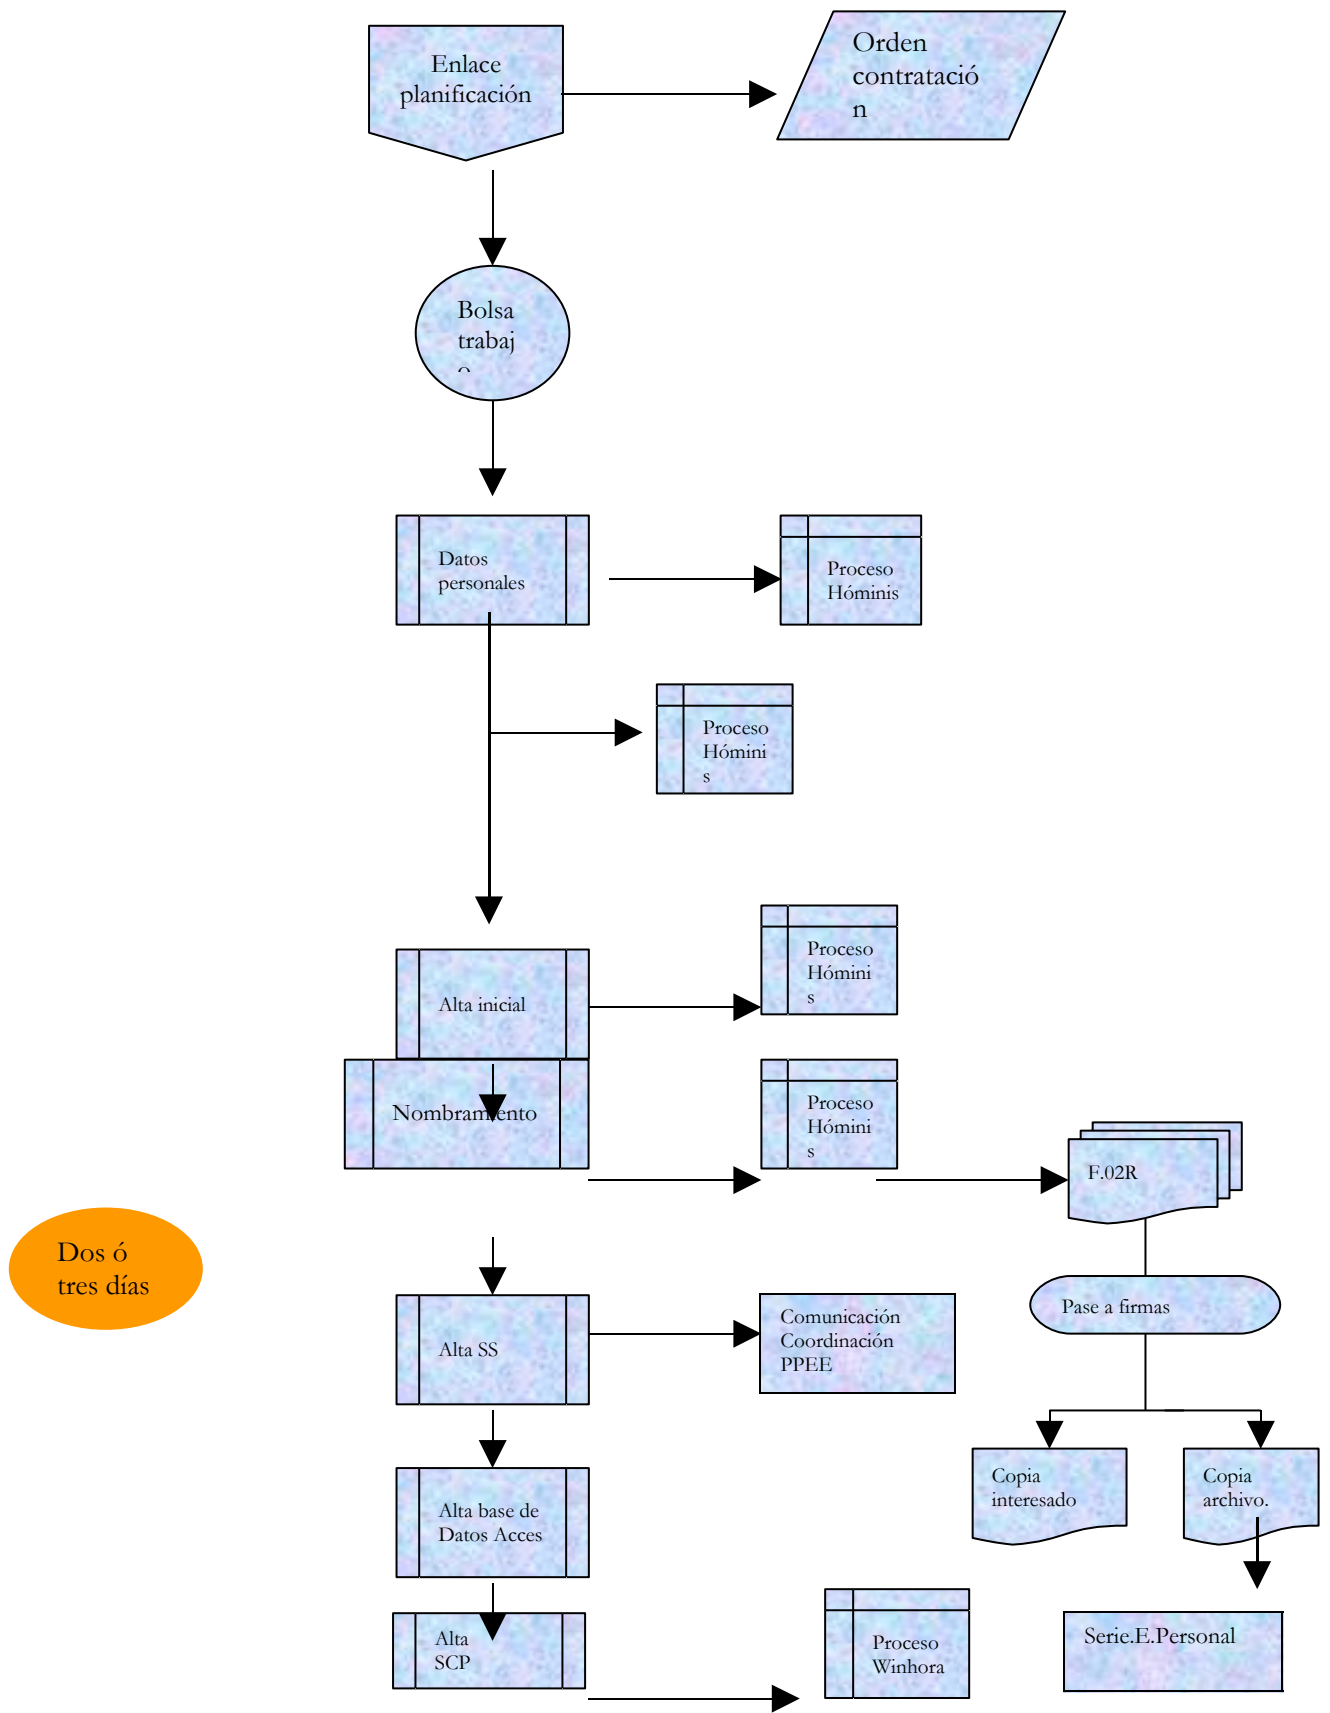 Enlace
planificación
Orden
contratació
n
Bolsa
trabaj
o
Datos
personales
Proceso
Hóminis
Proceso
Hómini
s
Proceso
Hómini
s
Alta inicial
Nombramiento
Proceso
Hómini
s
F.02R
Dos ó
tres días
Pase a firmas
Alta SS
Comunicación
Coordinación
PPEE
Copia
interesado
Copia
archivo.
Alta base de
Datos Acces
Alta
SCP
Proceso
Winhora
Serie.E.Personal